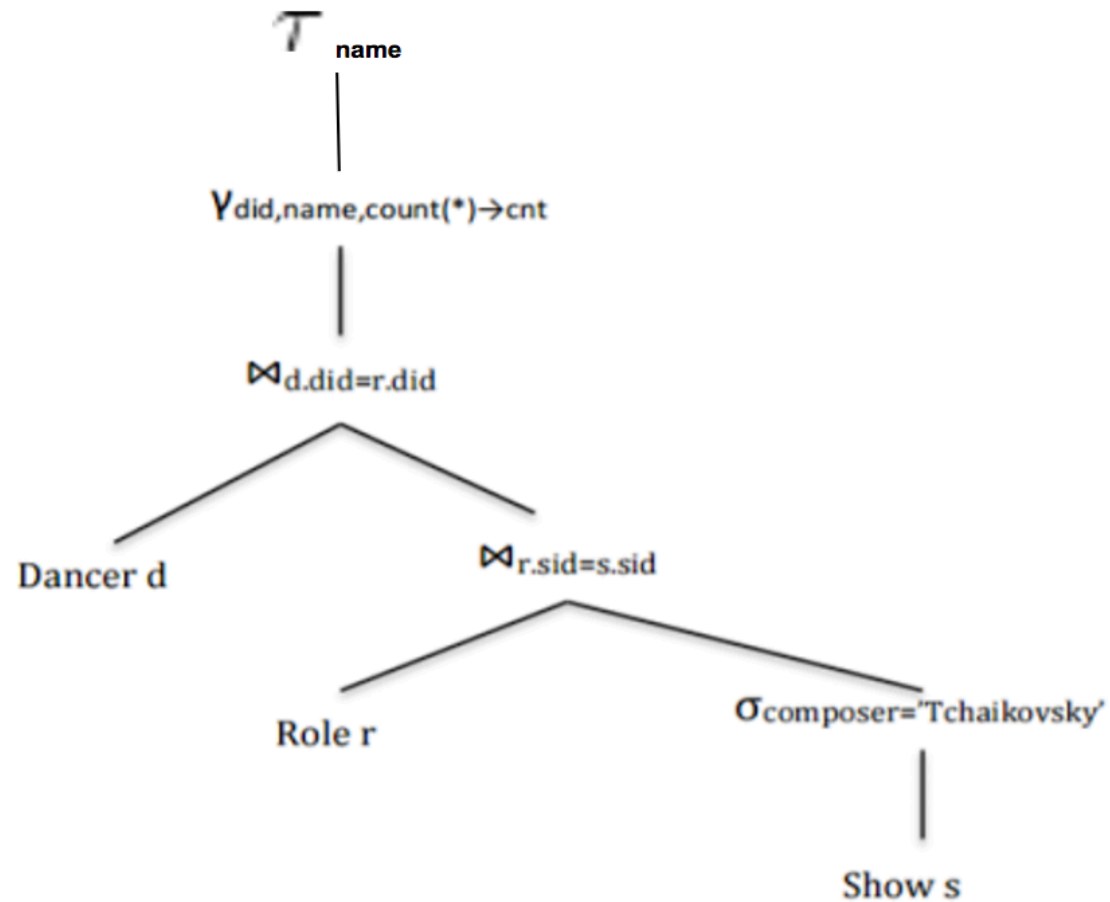 τ name
γdid,name,count(*)→cnt
⋈d.did=r.did
Dancer d
⋈r.sid=s.sid
Role r
σcomposer='Tchaikovsky'
Show s